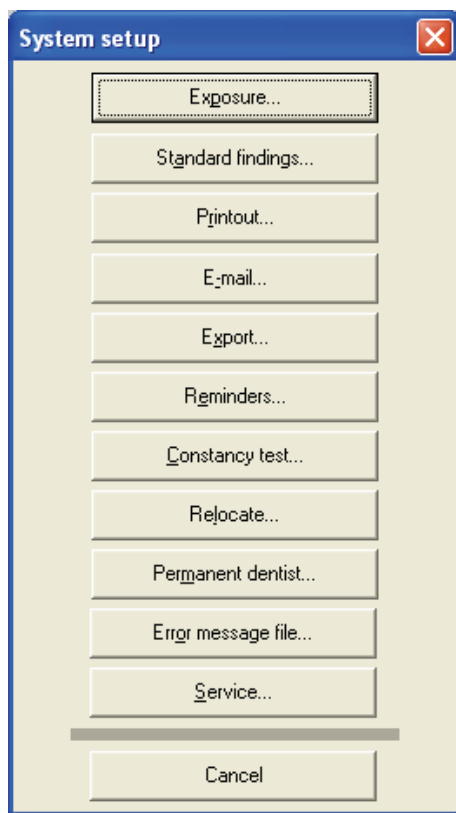 System setup
Exposure...
Standard findings...
Printout...
E-mail...
Export...
Reminders...
Constancy test...
Relocate...
Permanent dentist...
Error message file...
Service...
Cancel